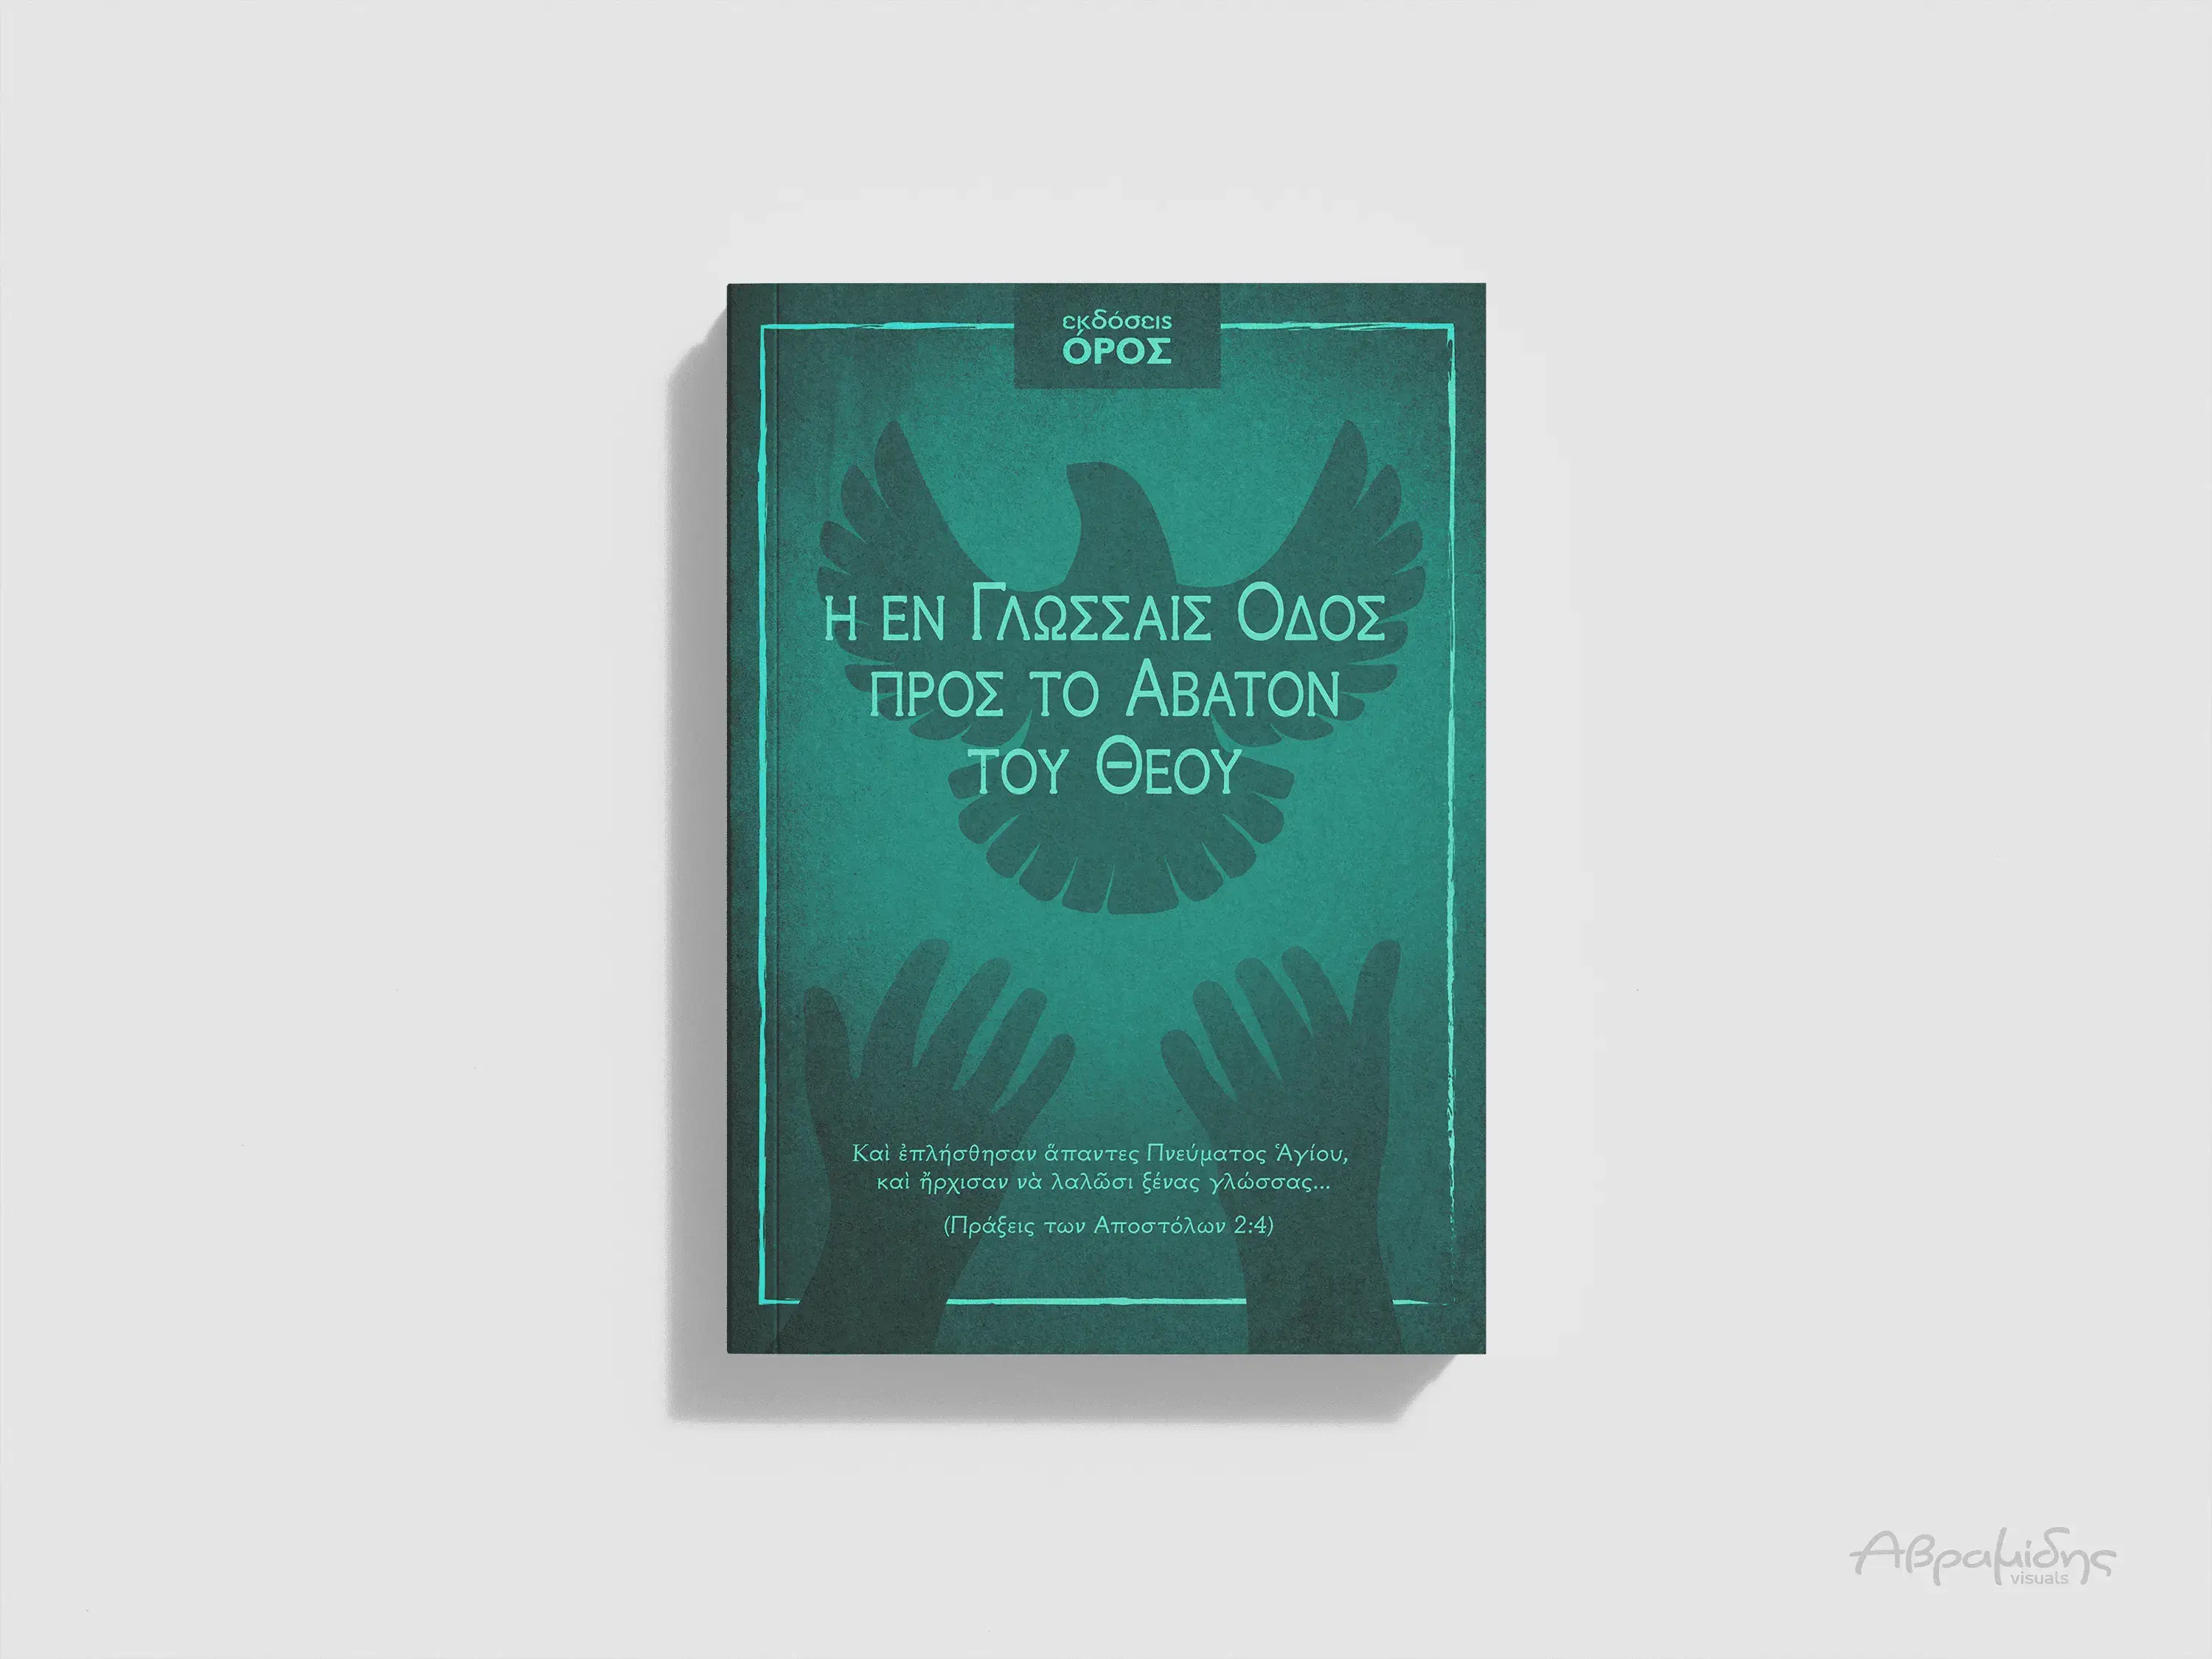 εκδόσεις
ΌΡΟΣ
Η ΕΝ ΓΛΩΣΣΑΙΣ ΟΔΟΣ
ΠΡΟΣ ΤΟ ΑΒΑΤΟΝ
ΤΟΥ ΘΕΟΥ
Καὶ ἐπλήσθησαν ἅπαντες Πνεύματος Ἁγίου,
καὶ ἤρχισαν νὰ λαλῶσι ξένας γλώσσας...
(Πράξεις των Αποστόλων 2:4)
Αβραμίδης
visuals